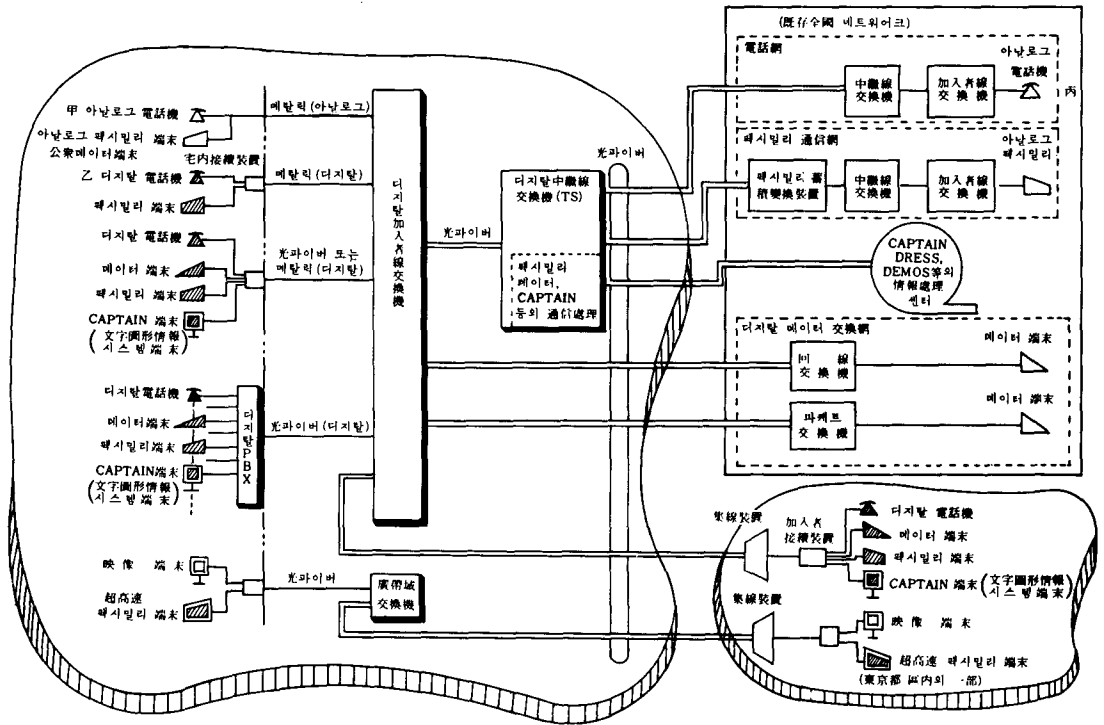 甲 아날로그 電話機
아날로그 팩시밀리 端末
公衆데이터端末
宅内接續裝置
乙 디지탈 電話機
팩시밀리 端末
디지탈 電話機
데이터 端末
팩시밀리 端末
CAPTAIN 端末
(文字圖形情報
시스템端末)
디지탈電話機
데이터端末
팩시밀리端末
CAPTAIN端末
(文字圖形情報
시스템 端 末)
디지탈PBX
映像 端末
超高速
팩시밀리 端末
메탈릭(아날로그)
메탈릭(디지탈)
光파이버 또는
메탈릭(디지탈)
光파이버(디지탈)
光파이버
디지탈加入者線交換機
廣帶域
交換機
光파이버
디지탈中繼線
交換機(TS)
팩시밀리
데이터,
CAPTAIN
등의 通信處理
光파이버
(既存全國 네트워어크)
電話網
中繼線
交換機
加入者線
交換機
아날로그
電話機
内
팩시밀리 通信網
팩시밀리 蓄
積變換裝置
中繼線
交換機
加入者線
交換機
아날로그
팩시밀리
CAPTAIN
DRESS,
DEMOS等의
情報處理
센터
디지탈 데이터 交換網
回 線
交換機
데이터 端末
파케트
交換機
데이터 端末
集線裝置
加入者
接續裝置
디지탈 電話機
데이터 端末
팩시밀리 端末
CAPTAIN 端末(文字圖形情報
시스템 端末)
集線裝置
映像 端末
超高速 팩시밀리 端末
(東京都 區内의 一部)